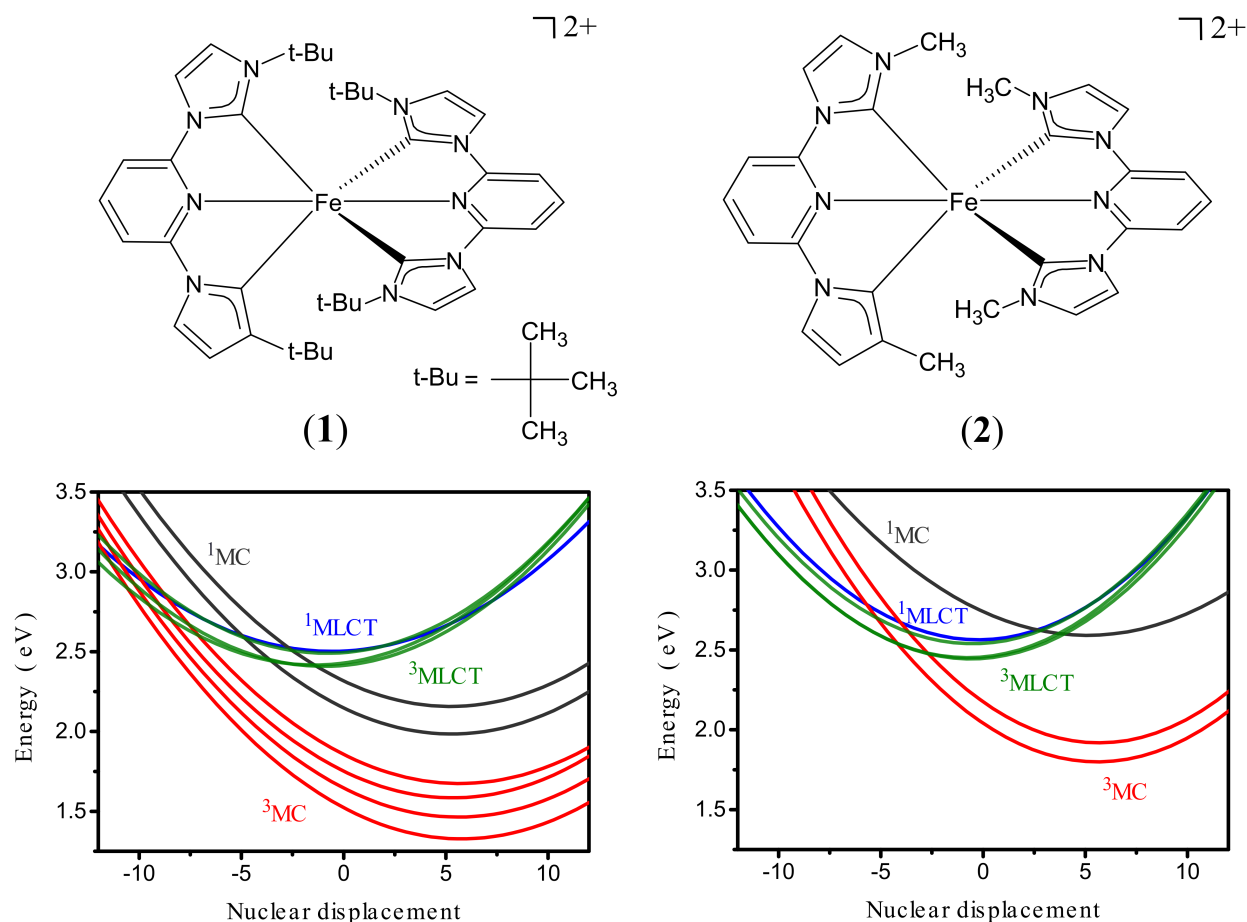 t-Bu
N
N
N
N
t-Bu
t-Bu
N
N
N
N
t-Bu
Fe
2+
t-Bu =
CH3
CH3
CH3
(1)
CH3
N
N
N
N
CH3
H3C
N
N
N
N
H3C
Fe
2+
(2)
Energy ( eV)
3.5
3.0
2.5
2.0
1.5
1MC
1MLCT
3MLCT
3MC
-10 -5 0 5 10
Nuclear displacement
Energy ( eV)
3.5
3.0
2.5
2.0
1.5
1MC
1MLCT
3MLCT
3MC
-10 -5 0 5 10
Nuclear displacement